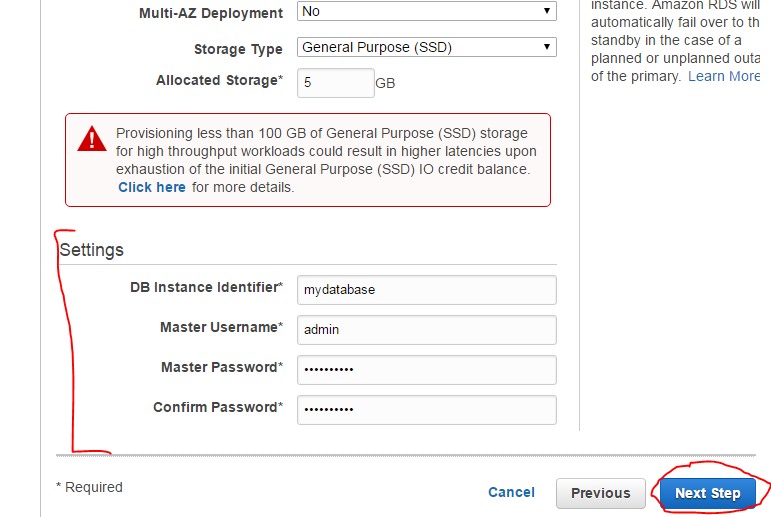 Multi-AZ Deployment No
instance. Amazon RDS will
automatically fail over to th
standby in the case of a
planned or unplanned outa
of the primary. Learn More
Storage Type General Purpose (SSD)
Allocated Storage* 5 GB
Provisioning less than 100 GB of General Purpose (SSD) storage
for high throughput workloads could result in higher latencies upon
exhaustion of the initial General Purpose (SSD) IO credit balance.
Click here for more details.
Settings
DB Instance Identifier* mydatabase
Master Username* admin
Master Password* ••••••••••
Confirm Password* ••••••••••
* Required
Cancel Previous Next Step